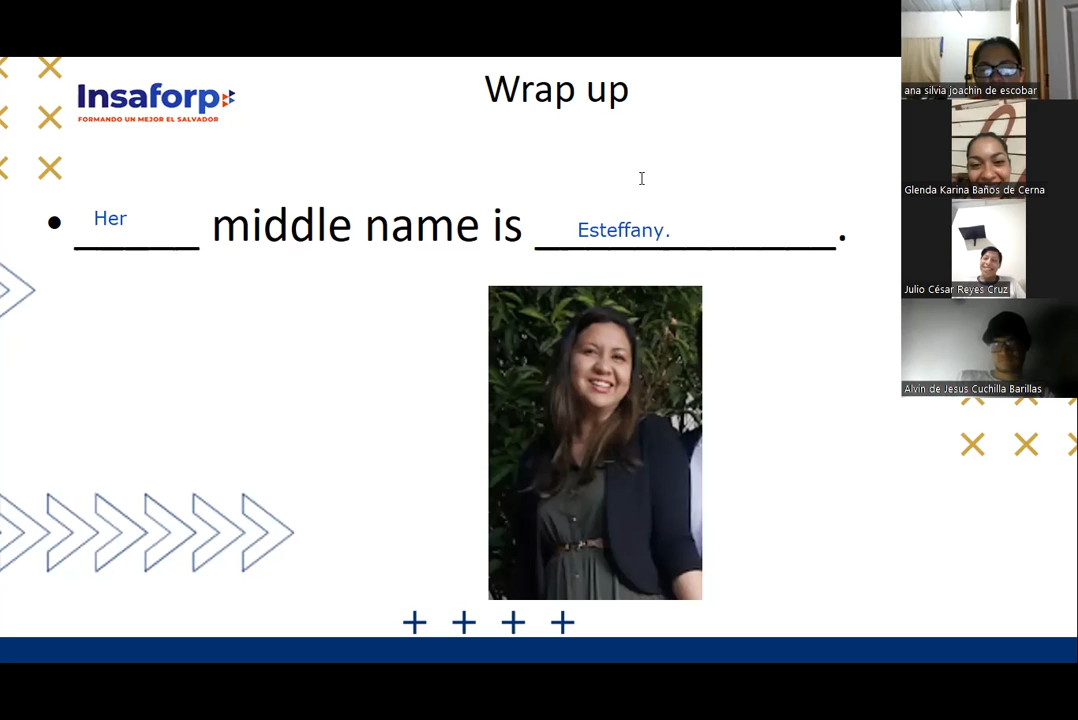 Wrap up
Insaforp
FORMANDO UN MEJOR EL SALVADOR
• Her middle name is Esteffany. .
ana silvia joachin de escobar
Glenda Karina Baños de Cerna
Julio César Reyes Cruz
Alvin de Jesus Cuchilla Barillas